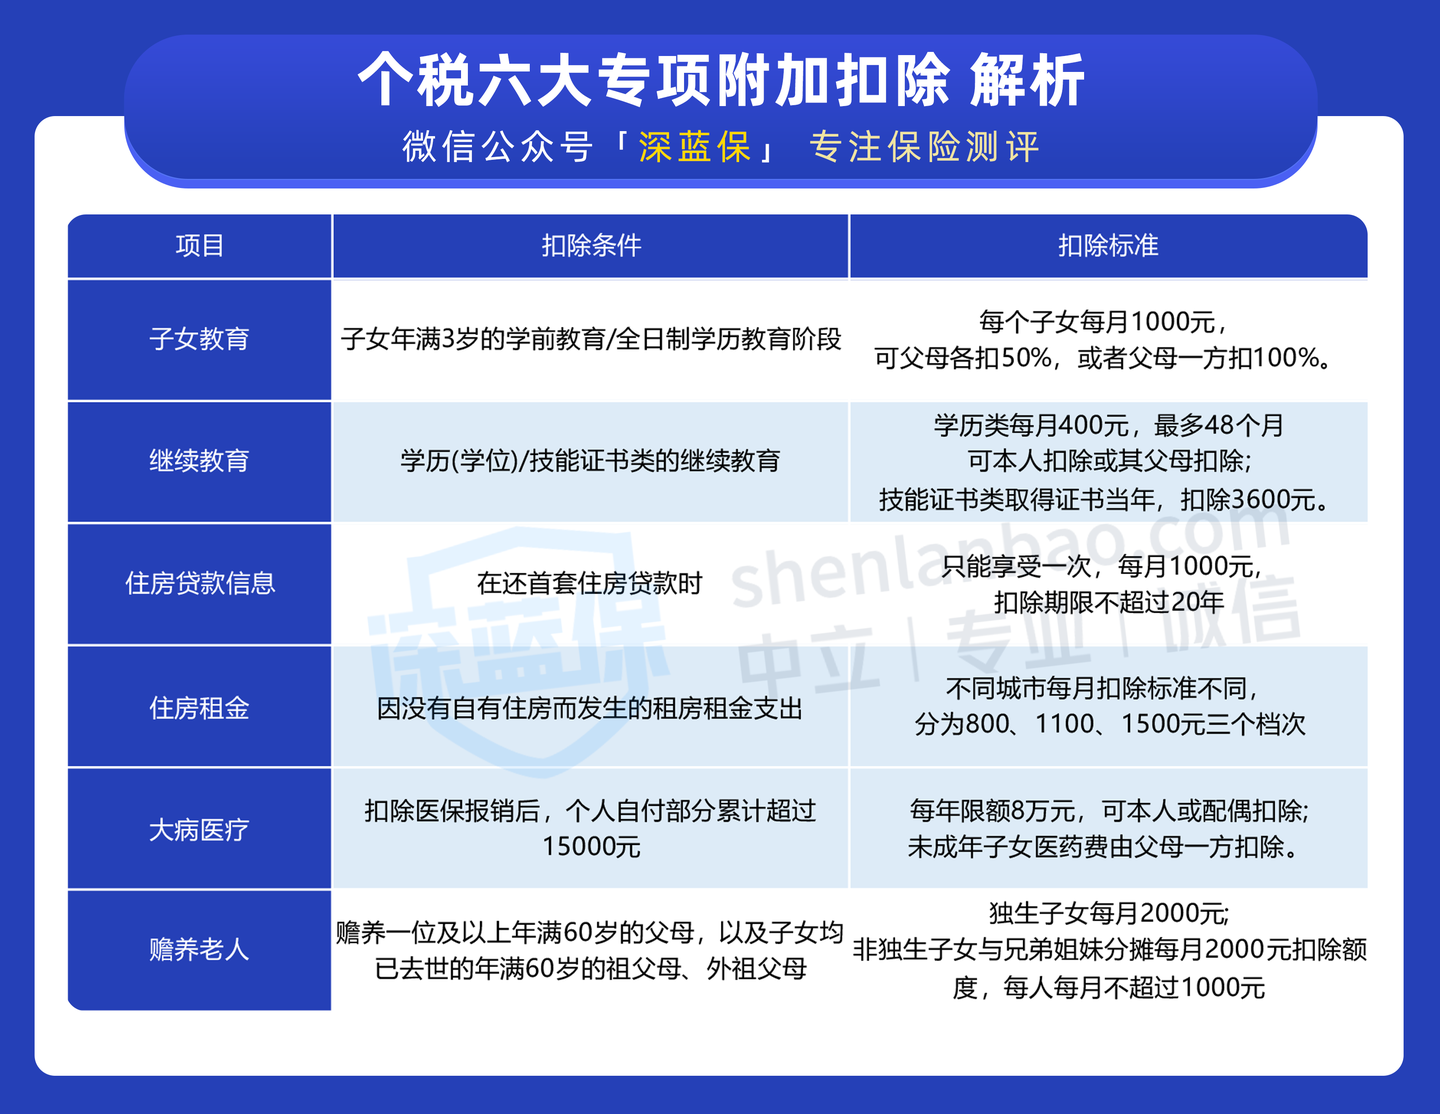 个税六大专项附加扣除 解析
微信公众号「深蓝保」 专注保险测评
项目
扣除条件
扣除标准
子女教育
子女年满3岁的学前教育/全日制学历教育阶段
每个子女每月1000元，
可父母各扣50%，或者父母一方扣100%。
继续教育
学历(学位)/技能证书类的继续教育
学历类每月400元，最多48个月
可本人扣除或其父母扣除;
技能证书类取得证书当年，扣除3600元。
住房贷款信息
在还首套住房贷款时
只能享受一次，每月1000元，
扣除期限不超过20年
住房租金
因没有自有住房而发生的租房租金支出
不同城市每月扣除标准不同，
分为800、1100、1500元三个档次
大病医疗
扣除医保报销后，个人自付部分累计超过
15000元
每年限额8万元，可本人或配偶扣除;
未成年子女医药费由父母一方扣除。
赡养老人
赡养一位及以上年满60岁的父母，以及子女均
已去世的年满60岁的祖父母、外祖父母
独生子女每月2000元;
非独生子女与兄弟姐妹分摊每月2000元扣除额
度，每人每月不超过1000元
深蓝保
shenlanbao.com
中立｜专业｜诚信